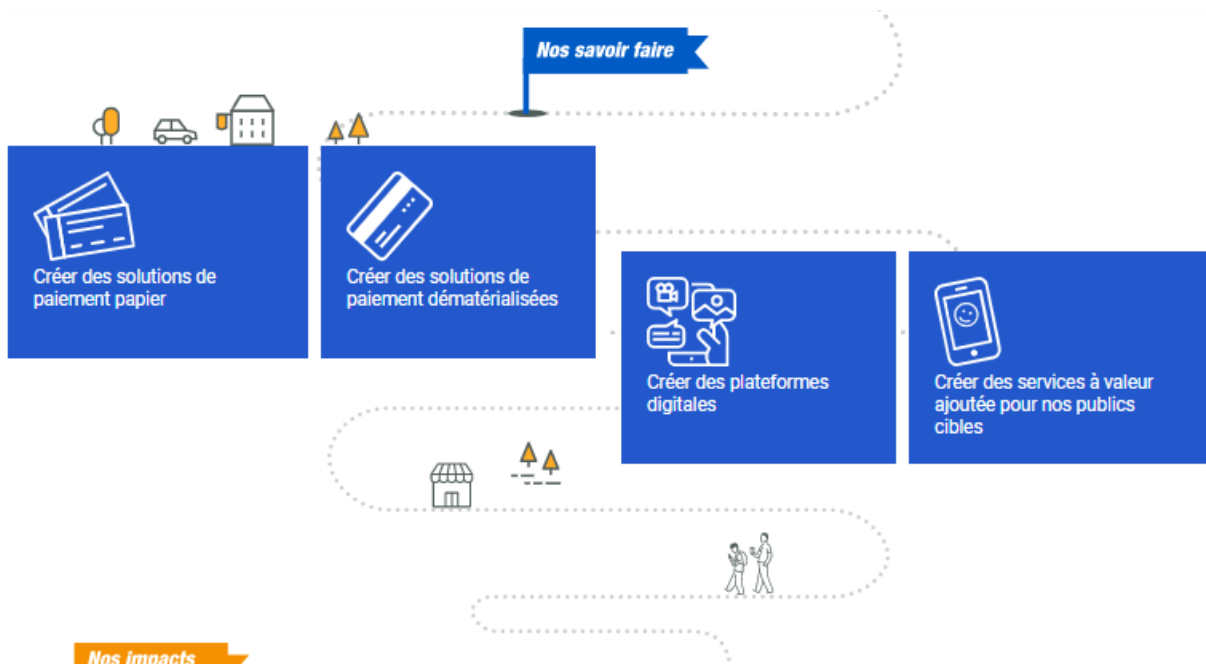 Nos savoir faire
Créer des solutions de
paiement papier
Créer des solutions de
paiement dématérialisées
Créer des plateformes
digitales
Créer des services à valeur
ajoutée pour nos publics
cibles
Nos impacts